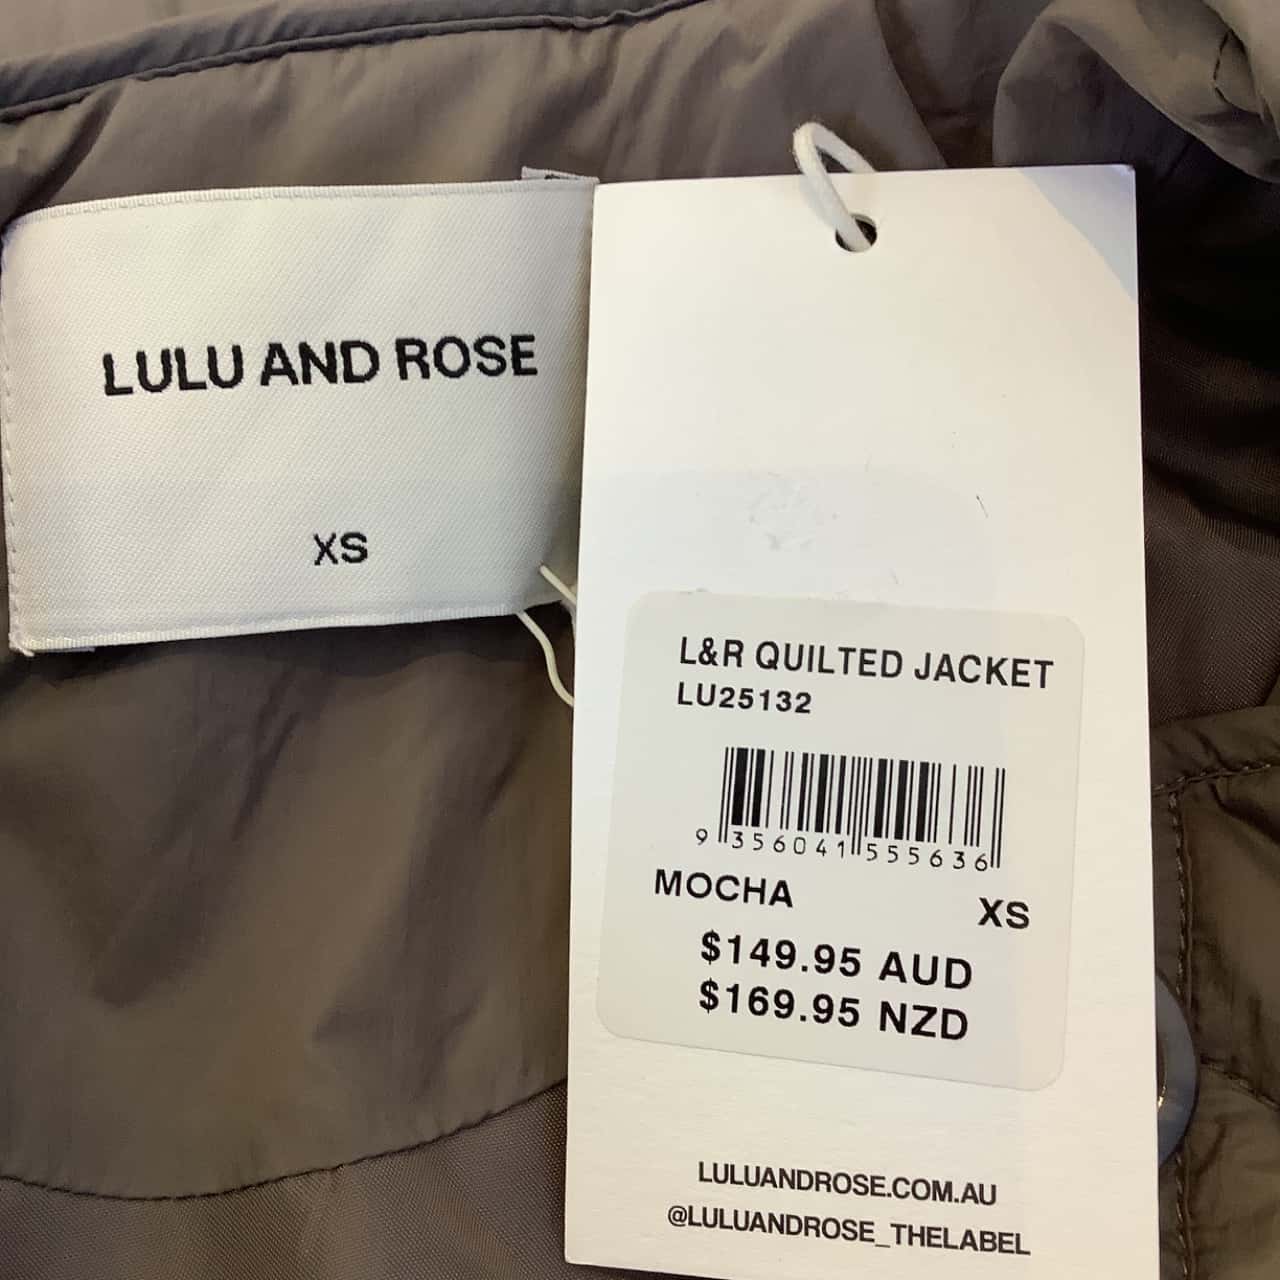 LULU AND ROSE
XS
L&R QUILTED JACKET
LU25132
9 356041 555636
MOCHA XS
$149.95 AUD
$169.95 NZD
LULUANDROSE.COM.AU
@LULUANDROSE_THELABEL